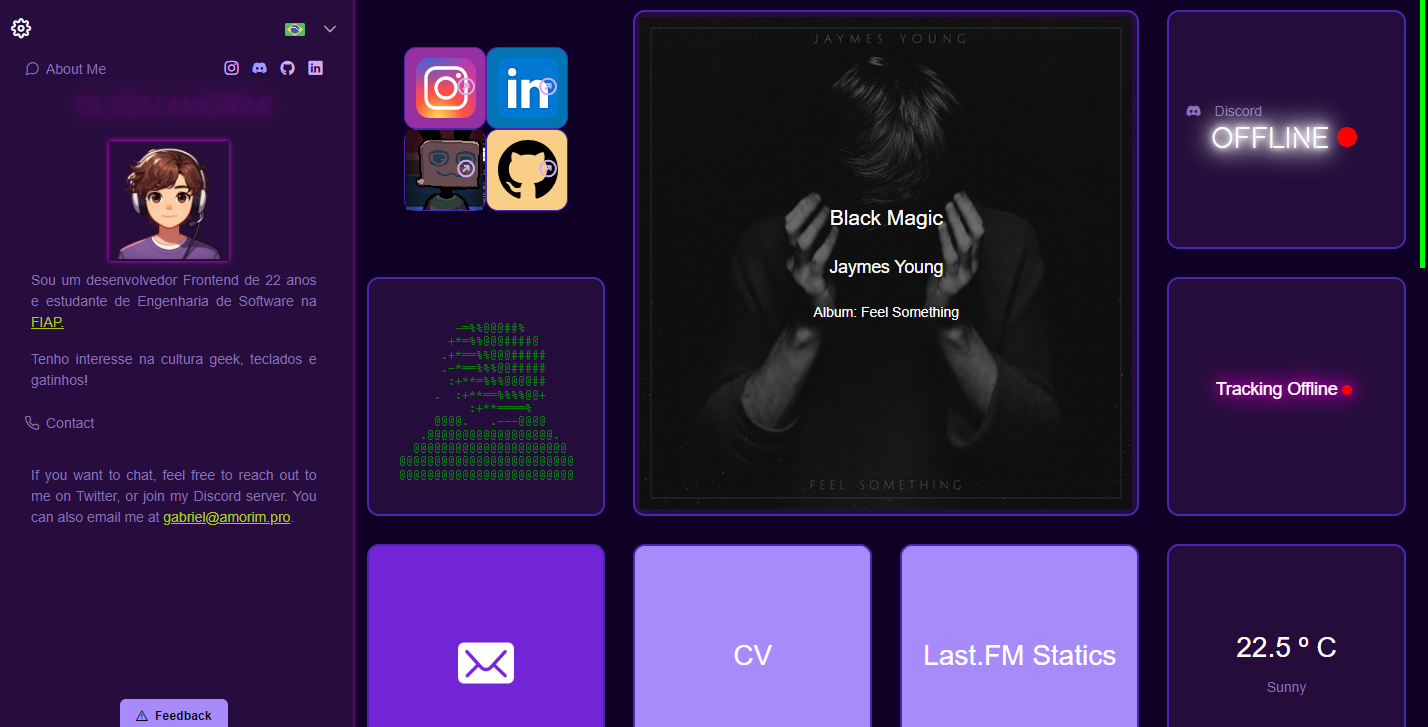 About Me
OI, SOU AMORIM!
Sou um desenvolvedor Frontend de 22 anos
e estudante de Engenharia de Software na
FIAP.
Tenho interesse na cultura geek, teclados e
gatinhos!
Contact
If you want to chat, feel free to reach out to
me on Twitter, or join my Discord server. You
can also email me at gabriel@amorim.pro.
Feedback
in
JAYMES YOUNG
Black Magic
Jaymes Young
Album: Feel Something
FEEL SOMETHING
Discord
OFFLINE
Tracking Offline
CV
Last.FM Statics
22.5 º C
Sunny